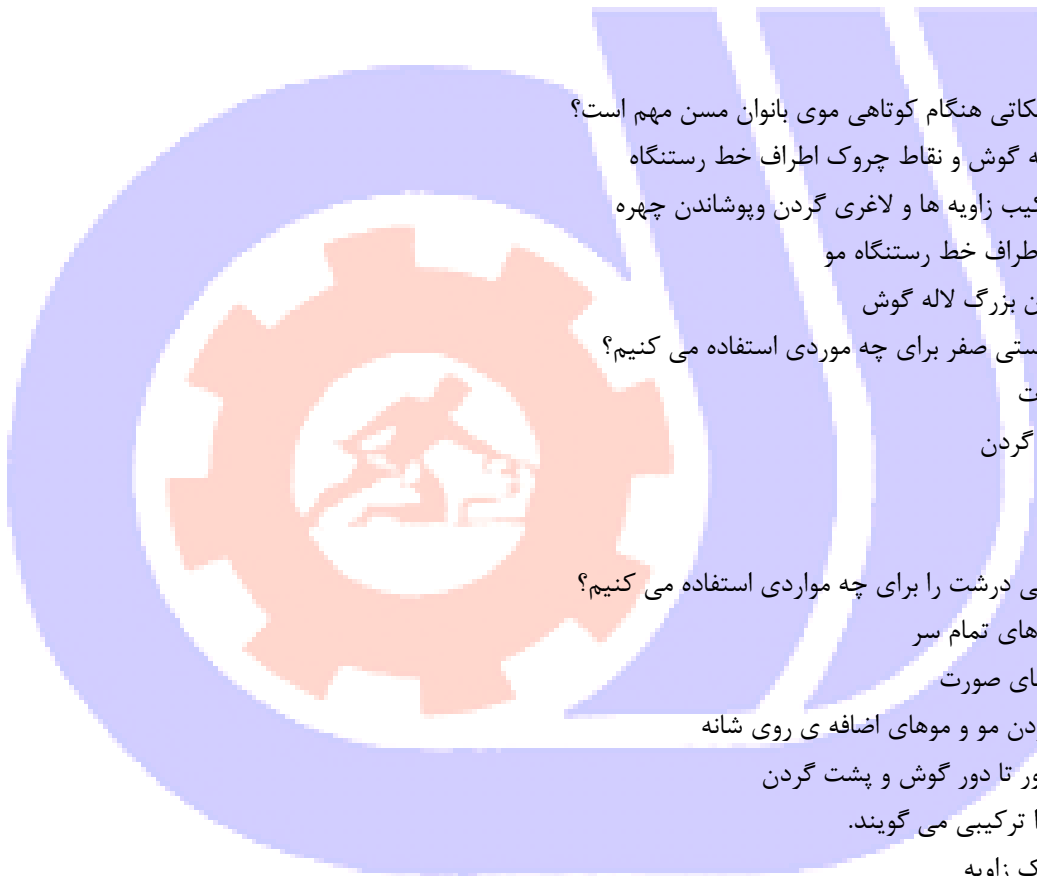 کاتی هنگام کوتاهی موی بانوان مسن مهم است؟
ه گوش و نقاط چروک اطراف خط رستنگاه
کیب زاویه ها و لاغری گردن وپوشاندن چهره
طراف خط رستنگاه مو
ن بزرگ لاله گوش
ستی صفر برای چه موردی استفاده می کنیم؟
ت
گردن
ی درشت را برای چه مواردی استفاده می کنیم؟
های تمام سر
ای صورت
دن مو و موهای اضافه ی روی شانه
ور تا دور گوش و پشت گردن
ا ترکیبی می گویند.
ک زاویه